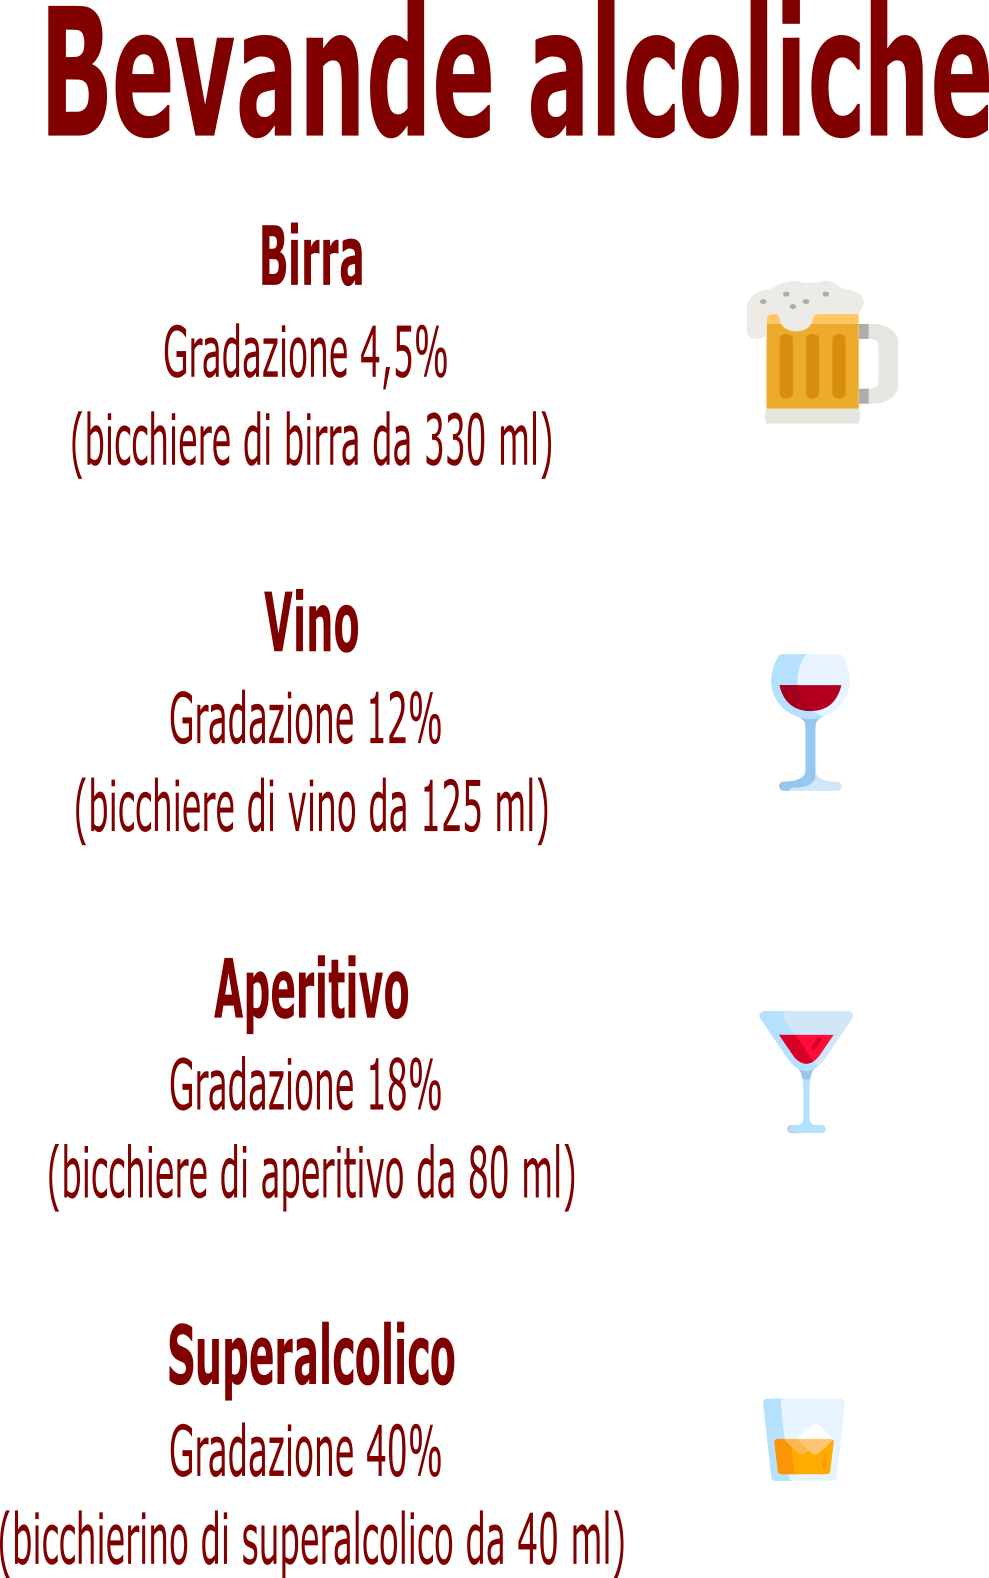 Bevande alcoliche
Birra
Gradazione 4,5%
(bicchiere di birra da 330 ml)
Vino
Gradazione 12%
(bicchiere di vino da 125 ml)
Aperitivo
Gradazione 18%
(bicchiere di aperitivo da 80 ml)
Superalcolico
Gradazione 40%
(bicchierino di superalcolico da 40 ml)